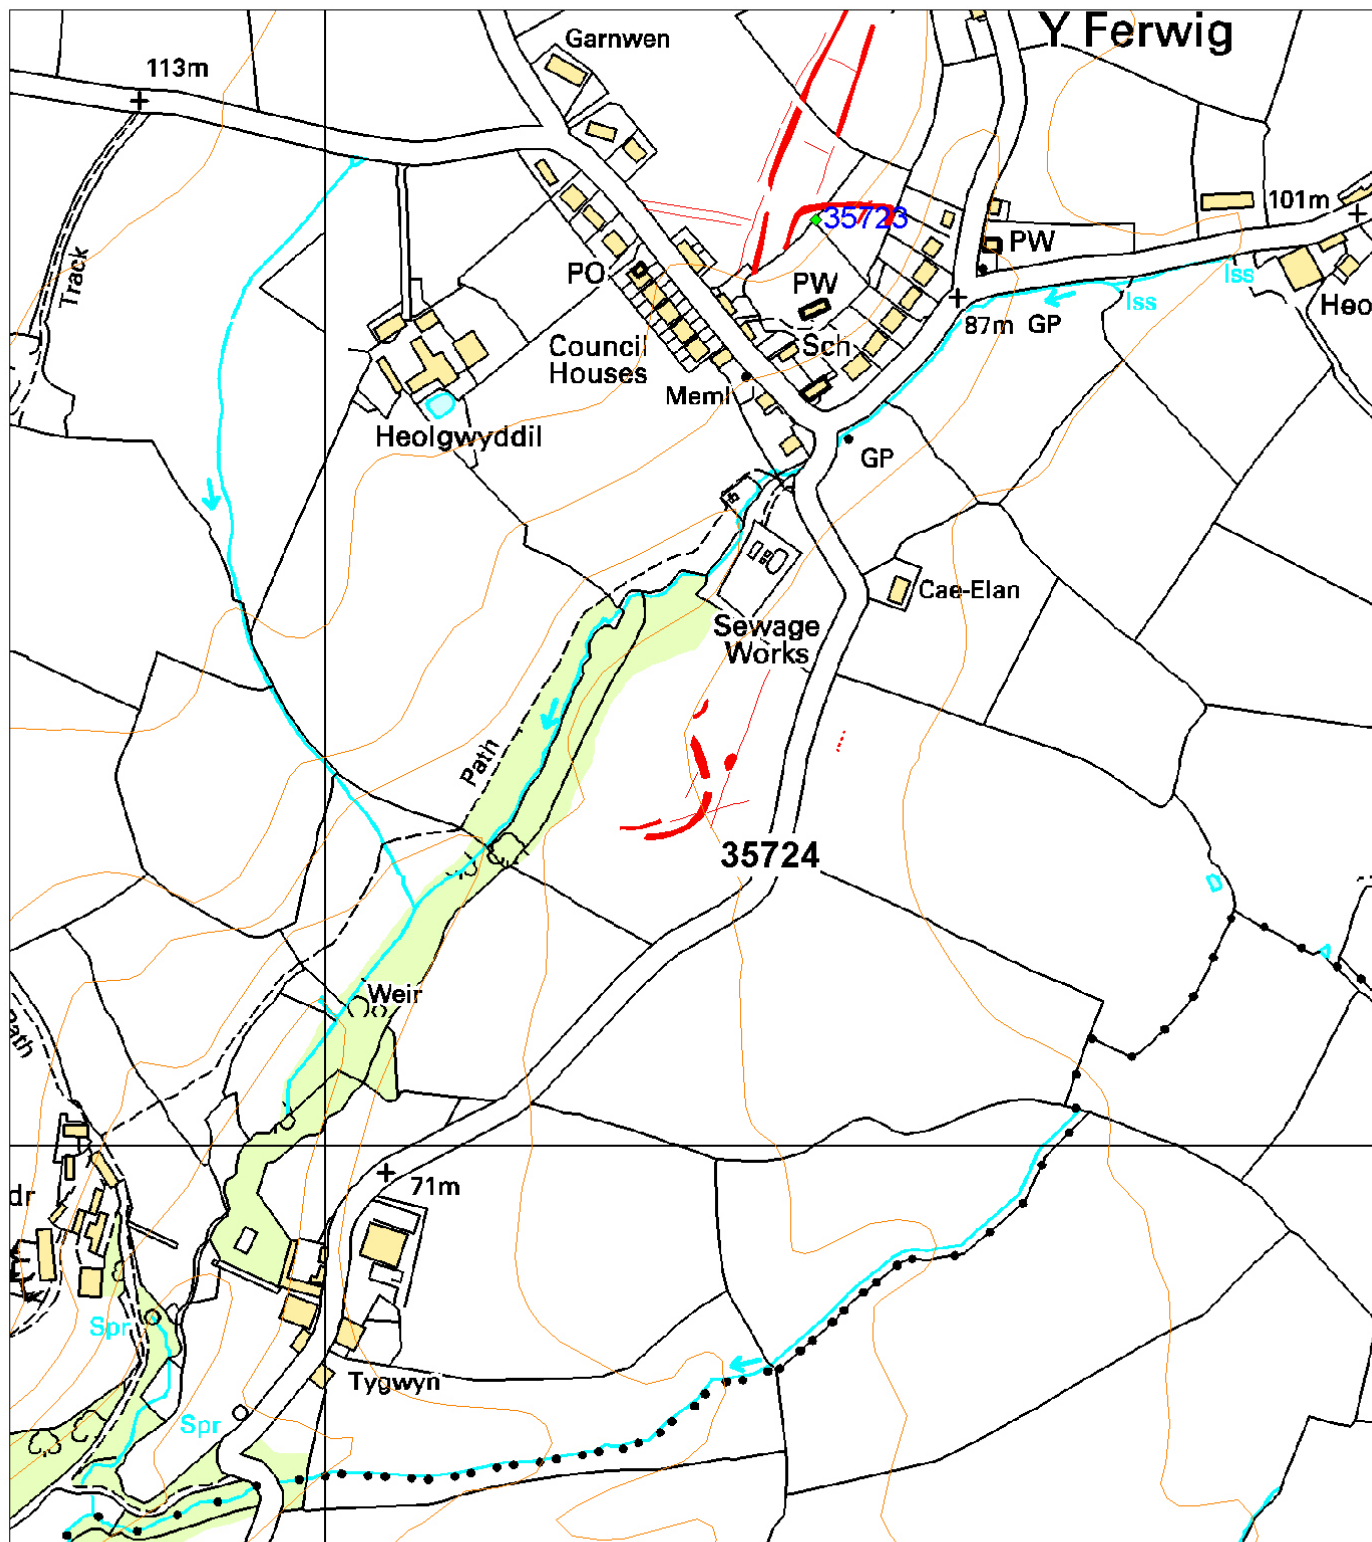 Y Ferwig
Garnwen
113m
101m
35723
PW
Track
PO
PW
Iss
Iss
Heo
87m GP
Council
Houses
Sch
Meml
Heolgwyddil
GP
Cae-Elan
Sewage
Works
Path
35724
Weir
Path
71m
dr
Spr
Tygwyn
Spr